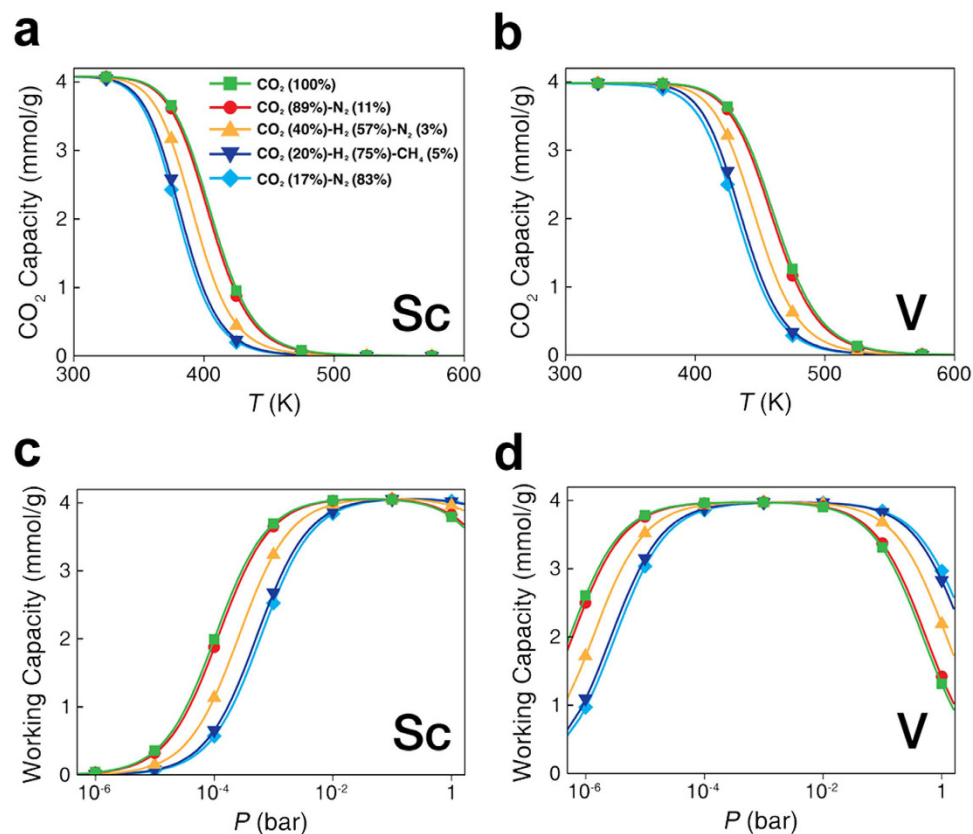 a
CO₂ Capacity (mmol/g)
4
3
2
1
0
CO₂ (100%)
CO₂ (89%)-N₂ (11%)
CO₂ (40%)-H₂ (57%)-N₂ (3%)
CO₂ (20%)-H₂ (75%)-CH₄ (5%)
CO₂ (17%)-N₂ (83%)
Sc
300 400 500 600
T (K)
b
CO₂ Capacity (mmol/g)
4
3
2
1
0
V
300 400 500 600
T (K)
c
Working Capacity (mmol/g)
5
4
3
2
1
0
Sc
10⁻⁶ 10⁻⁴ 10⁻² 1
P (bar)
d
Working Capacity (mmol/g)
5
4
3
2
1
0
V
10⁻⁶ 10⁻⁴ 10⁻² 1
P (bar)